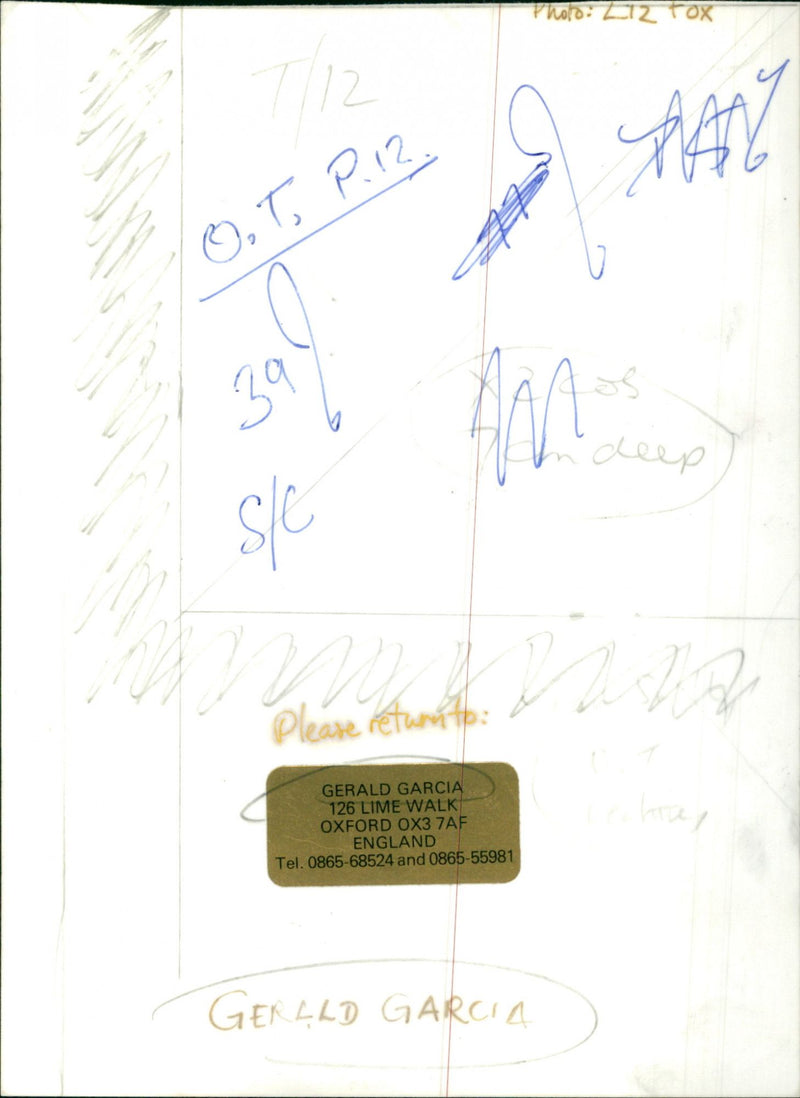 Photo: LIZ FOX
T/12
O.T. P.12.
39
S/C
deep
Please return to:
GERALD GARCIA
126 LIME WALK
OXFORD OX3 7AF
ENGLAND
Tel. 0865-68524 and 0865-55981
GERALD GARCIA